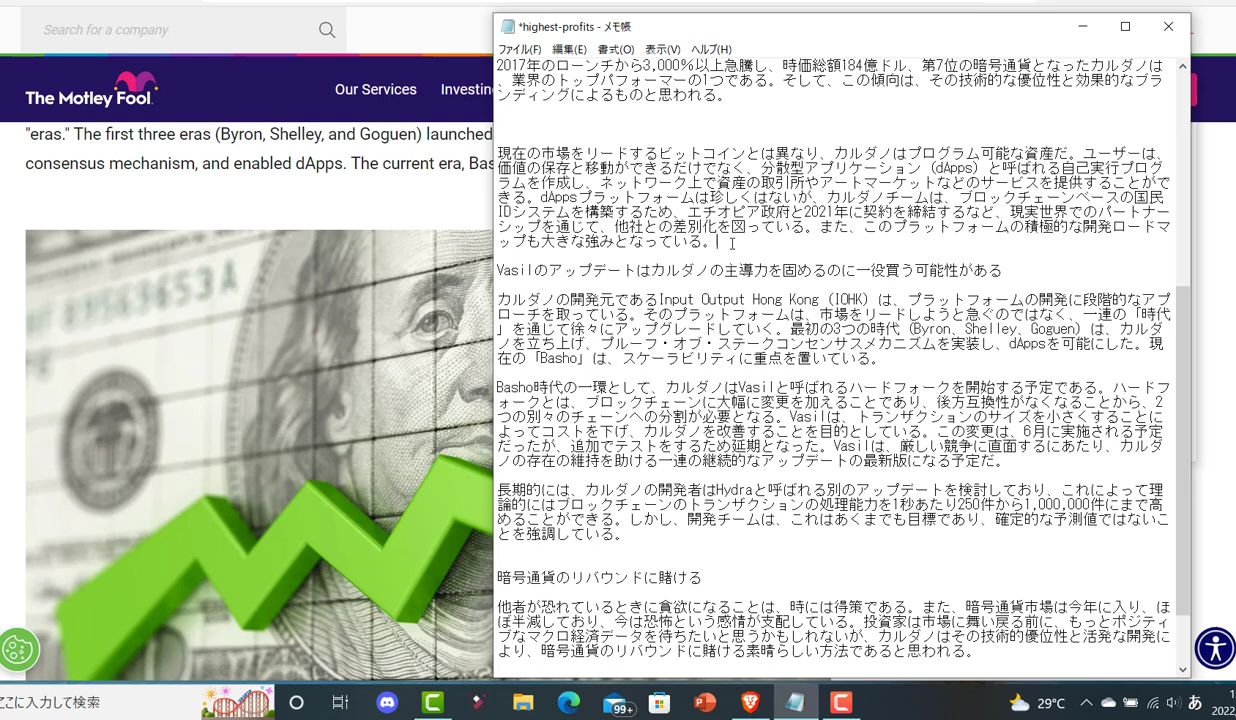 Search for a company
*highest-profits - メモ帳
The Motley Fool.
Our Services
ファイル(F) 編集(E) 書式(O) 表示(V) ヘルプ(H)
2017年のローンチから3,000%以上急騰し、時価総額184億ドル、第7位の暗号通貨となったカルダノは
、業界のトップパフォーマーの1つである。そして、この傾向は、その技術的な優位性と効果的なブラ
ンディングによるものと思われる。
"eras." The first three eras (Byron, Shelley, and Goguen) launched
consensus mechanism, and enabled dApps. The current era, Bas
現在の市場をリードするビットコインとは異なり、カルダノはプログラム可能な資産だ。ユーザーは、
価値の保存と移動ができるだけでなく、分散型アプリケーション（dApps）と呼ばれる自己実行プログ
ラムを作成し、ネットワーク上で資産の取引所やアートマーケットなどのサービスを提供することがで
きる。dAppsプラットフォームは珍しくはないが、カルダノチームは、ブロックチェーンベースの国民
IDシステムを構築するため、エチオピア政府と2021年に契約を締結するなど、現実世界でのパートナー
シップを通じて、他社との差別化を図っている。また、このプラットフォームの積極的な開発ロードマ
ップも大きな強みとなっている。
Vasilのアップデートはカルダノの主導力を固めるのに一役買う可能性がある
カルダノの開発元であるInput Output Hong Kong（IOHK）は、プラットフォームの開発に段階的なアプ
ローチを取っている。そのプラットフォームは、市場をリードしようと急ぐのではなく、一連の「時代
」を通じて徐々にアップグレードしていく。最初の3つの時代（Byron、Shelley、Goguen）は、カルダ
ノを立ち上げ、プルーフ・オブ・ステークコンセンサスメカニズムを実装し、dAppsを可能にした。現
在の「Basho」は、スケーラビリティに重点を置いている。
Basho時代の一環として、カルダノはVasilと呼ばれるハードフォークを開始する予定である。ハードフ
ォークとは、ブロックチェーンに大幅に変更を加えることであり、後方互換性がなくなることから、2
つの別々のチェーンへの分割が必要となる。Vasilは、トランザクションのサイズを小さくすることに
よってコストを下げ、カルダノを改善することを目的としている。この変更は、6月に実施される予定
だったが、追加でテストをするため延期となった。Vasilは、厳しい競争に直面するにあたり、カルダ
ノの存在の維持を助ける一連の継続的なアップデートの最新版になる予定だ。
長期的には、カルダノの開発者はHydraと呼ばれる別のアップデートを検討しており、これによって理
論的にはブロックチェーンのトランザクションの処理能力を1秒あたり250件から1,000,000件にまで高
めることができる。しかし、開発チームは、これはあくまでも目標であり、確定的な予測値ではないこ
とを強調している。
暗号通貨のリバウンドに賭ける
他者が恐れているときに貪欲になることは、時には得策である。また、暗号通貨市場は今年に入り、ほ
ぼ半減しており、今は恐怖という感情が支配している。投資家は市場に舞い戻る前に、もっとポジティ
ブなマクロ経済データを待ちたいと思うかもしれないが、カルダノはその技術的優位性と活発な開発に
より、暗号通貨のリバウンドに賭ける素晴らしい方法であると思われる。
ここに入力して検索
99+
29℃
あ
2022